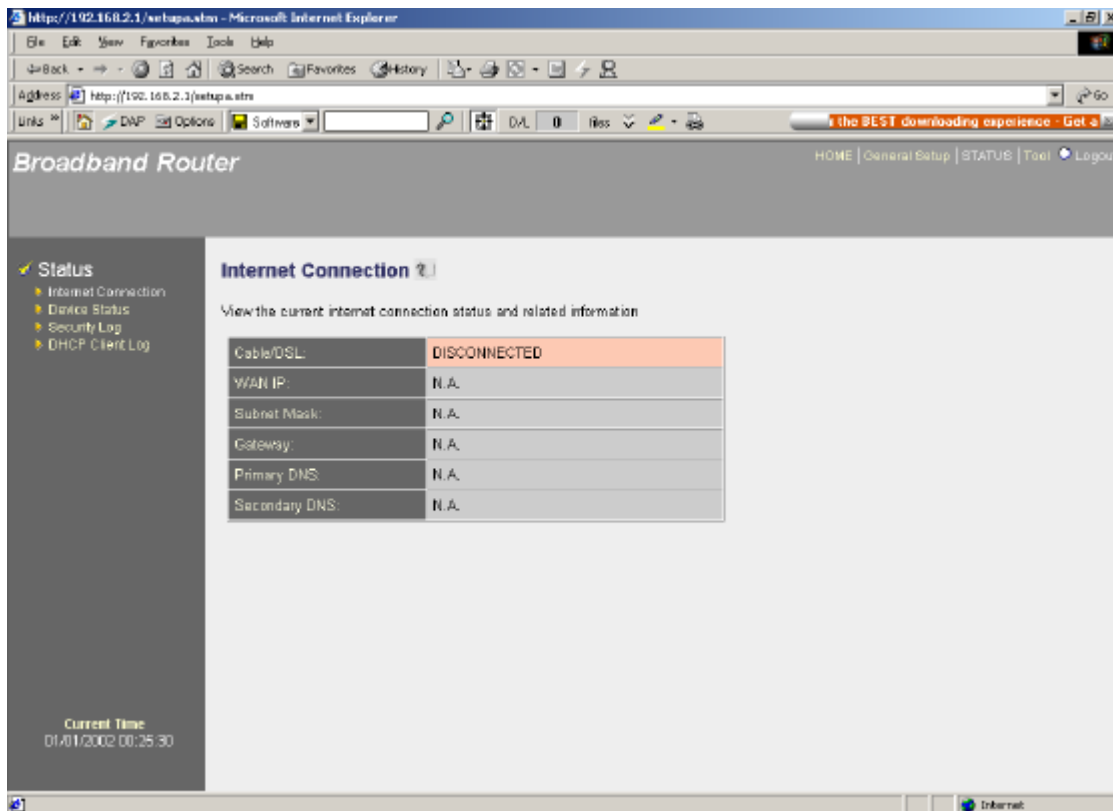 http://192.168.2.1/setupa.stm - Microsoft Internet Explorer
File Edit View Favorites Tools Help
Back Search Favorites History
Address http://192.168.2.1/setupa.stm Go
Links » DAP Options Software D/L 0 files the BEST downloading experience - Get a
Broadband Router
HOME | General Setup | STATUS | Tool Logou
Status
Internet Connection
Device Status
Security Log
DHCP Client Log
Internet Connection
View the current internet connection status and related information
Cable/DSL: DISCONNECTED
WAN IP: N.A.
Subnet Mask: N.A.
Gateway: N.A.
Primary DNS: N.A.
Secondary DNS: N.A.
Current Time
01/01/2002 00:25:30
Internet